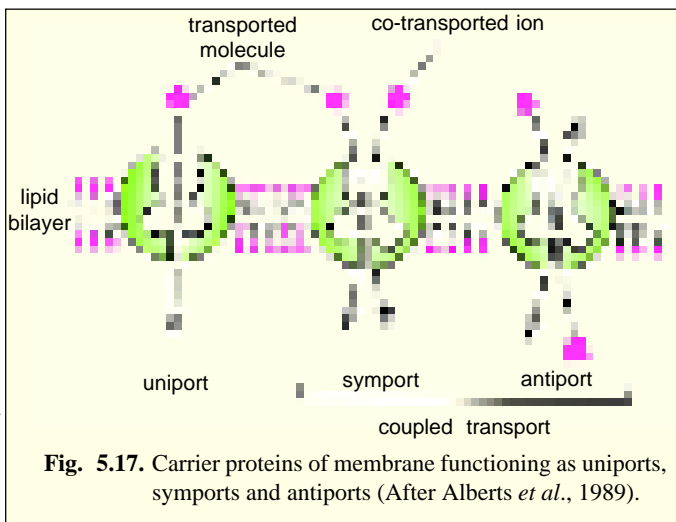 transported
molecule
co-transported ion
lipid
bilayer
uniport
symport
antiport
coupled transport
Fig. 5.17. Carrier proteins of membrane functioning as uniports,
symports and antiports (After Alberts et al., 1989).